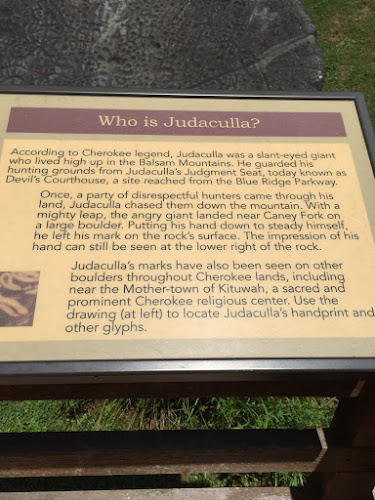 Who is Judaculla?
According to Cherokee legend, Judaculla was a slant-eyed giant
who lived high up in the Balsam Mountains. He guarded his
hunting grounds from Judaculla's Judgment Seat, today known as
Devil's Courthouse, a site reached from the Blue Ridge Parkway.
Once, a party of disrespectful hunters came through his
land, Judaculla chased them down the mountain. With a
mighty leap, the angry giant landed near Caney Fork on
a large boulder. Putting his hand down to steady himself,
he left his mark on the rock's surface. The impression of his
hand can still be seen at the lower right of the rock.
Judaculla's marks have also been seen on other
boulders throughout Cherokee lands, including
near the Mother-town of Kituwah, a sacred and
prominent Cherokee religious center. Use the
drawing (at left) to locate Judaculla's handprint and
other glyphs.